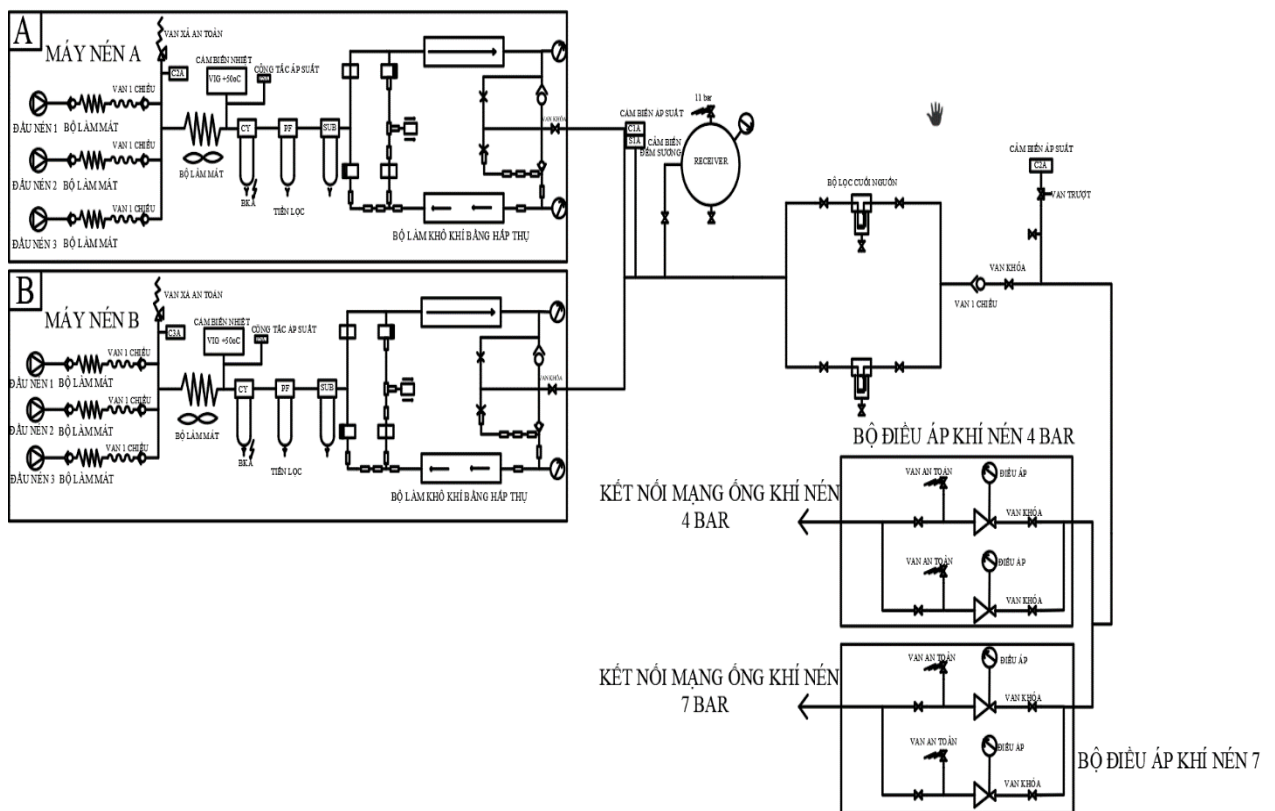 A
MÁY NÉN A
VAN XẢ AN TOÀN
C2A
CẢM BIẾN NHIỆT
VIG +50oC
CÔNG TẮC ÁP SUẤT
VAN 1 CHIỀU
ĐẦU NÉN 1
BỘ LÀM MÁT
VAN 1 CHIỀU
ĐẦU NÉN 2
BỘ LÀM MÁT
VAN 1 CHIỀU
ĐẦU NÉN 3
BỘ LÀM MÁT
BỘ LÀM MÁT
CY
PF
SUB
BKA
TIỀN LỌC
VAN KHÓA
BỘ LÀM KHÔ KHÍ BẰNG HẤP THỤ
B
MÁY NÉN B
VAN XẢ AN TOÀN
C3A
CẢM BIẾN NHIỆT
VIG +50oC
CÔNG TẮC ÁP SUẤT
VAN 1 CHIỀU
ĐẦU NÉN 1
BỘ LÀM MÁT
VAN 1 CHIỀU
ĐẦU NÉN 2
BỘ LÀM MÁT
VAN 1 CHIỀU
ĐẦU NÉN 3
BỘ LÀM MÁT
BỘ LÀM MÁT
CY
PF
SUB
BKA
TIỀN LỌC
VAN KHÓA
BỘ LÀM KHÔ KHÍ BẰNG HẤP THỤ
CẢM BIẾN ÁP SUẤT
C1A
S1A
CẢM BIẾN
ĐIỂM SƯƠNG
11 bar
RECEIVER
BỘ LỌC CUỐI NGUỒN
VAN 1 CHIỀU
VAN KHÓA
CẢM BIẾN ÁP SUẤT
C2A
VAN TRƯỢT
BỘ ĐIỀU ÁP KHÍ NÉN 4 BAR
KẾT NỐI MẠNG ỐNG KHÍ NÉN
4 BAR
VAN AN TOÀN
ĐIỀU ÁP
VAN KHÓA
VAN AN TOÀN
ĐIỀU ÁP
VAN KHÓA
KẾT NỐI MẠNG ỐNG KHÍ NÉN
7 BAR
VAN AN TOÀN
ĐIỀU ÁP
VAN KHÓA
VAN AN TOÀN
ĐIỀU ÁP
VAN KHÓA
BỘ ĐIỀU ÁP KHÍ NÉN 7